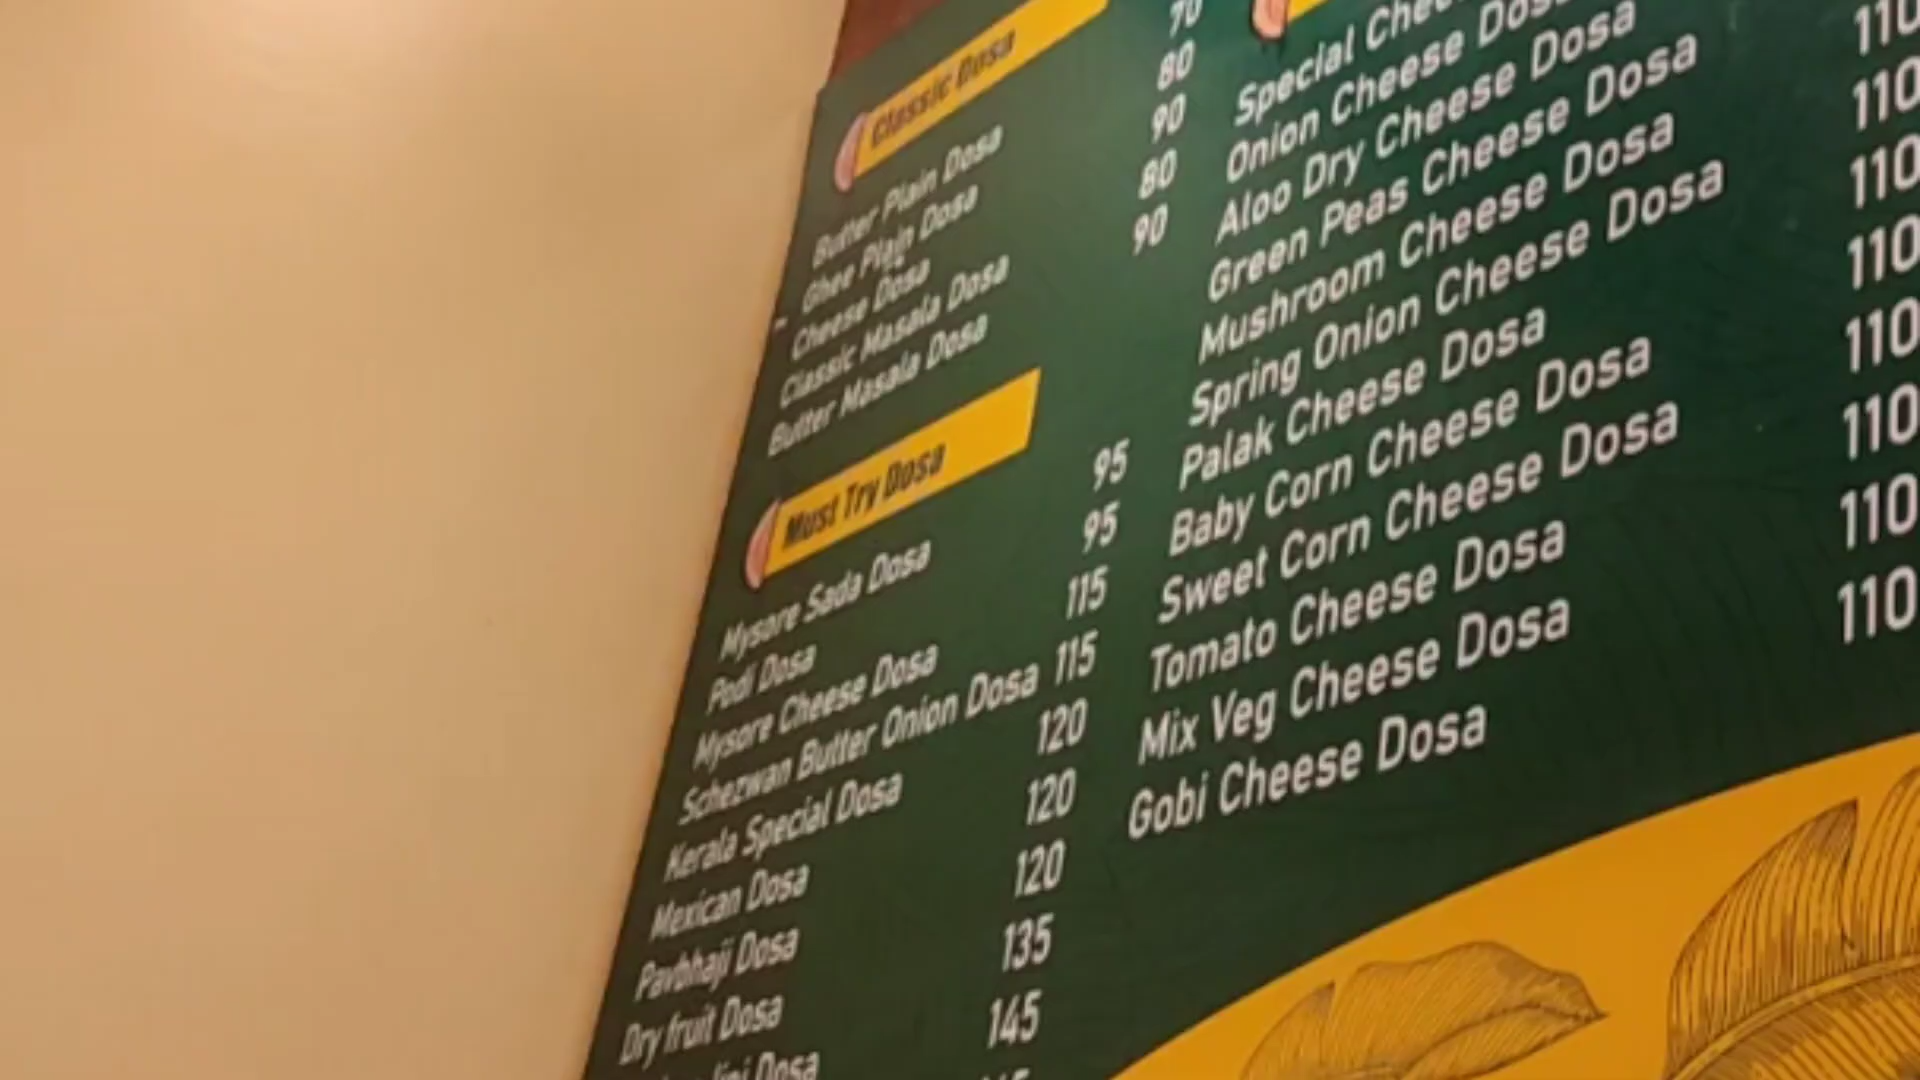 Classic Dosa
Butter Plain Dosa 70
Ghee Plain Dosa 80
Cheese Dosa 90
Classic Masala Dosa 80
Butter Masala Dosa 90
Must Try Dosa
Mysore Sada Dosa 95
Podi Dosa 95
Mysore Cheese Dosa 115
Schezwan Butter Onion Dosa 115
Kerala Special Dosa 120
Mexican Dosa 120
Pavbhaji Dosa 120
Dry fruit Dosa 135
Dosa 145
Special
Onion Cheese Dosa
Aloo Dry Cheese Dosa
Green Peas Cheese Dosa
Mushroom Cheese Dosa 110
Spring Onion Cheese Dosa 110
Palak Cheese Dosa 110
Baby Corn Cheese Dosa 110
Sweet Corn Cheese Dosa 110
Tomato Cheese Dosa 110
Mix Veg Cheese Dosa 110
Gobi Cheese Dosa 110